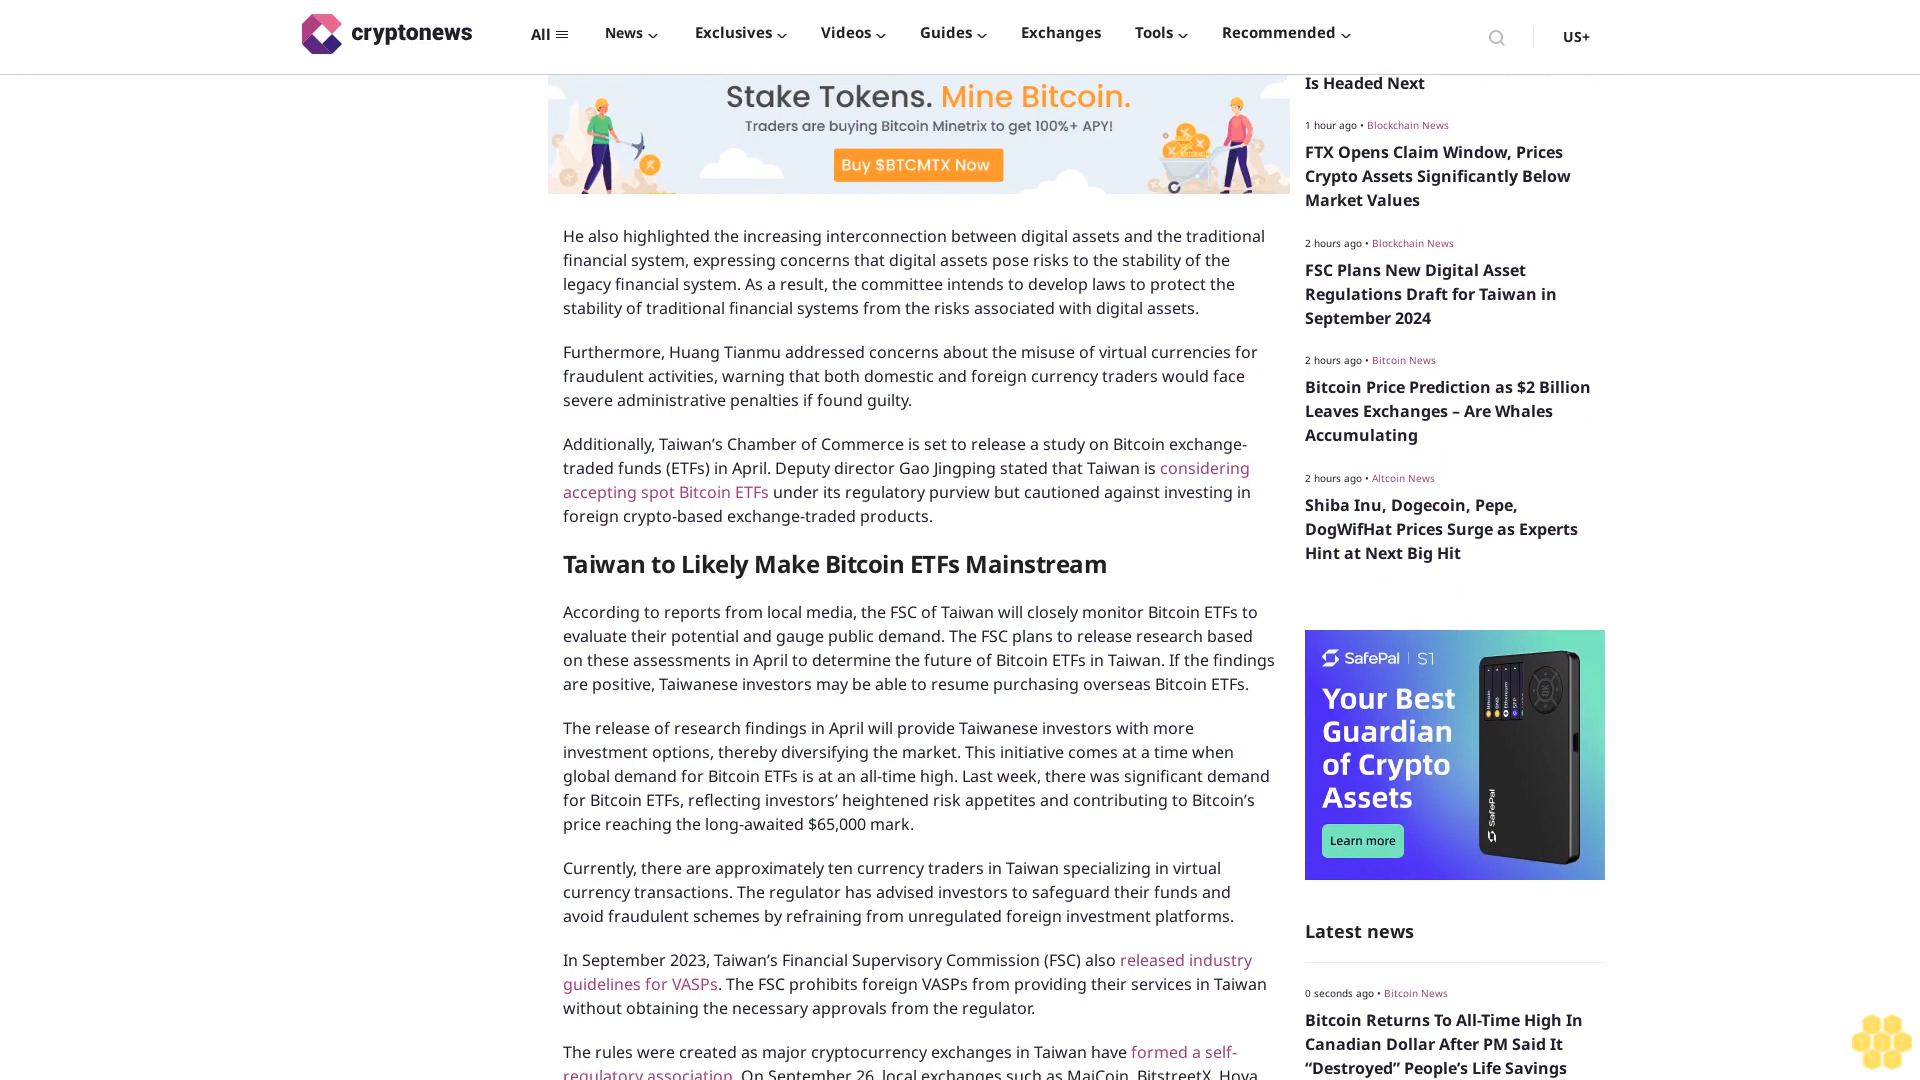 cryptonews
All
News
Exclusives
Videos
Guides
Exchanges
Tools
Recommended
US+
Stake Tokens. Mine Bitcoin.
Traders are buying Bitcoin Minetrix to get 100%+ APY!
Buy $BTCMTX Now
He also highlighted the increasing interconnection between digital assets and the traditional
financial system, expressing concerns that digital assets pose risks to the stability of the
legacy financial system. As a result, the committee intends to develop laws to protect the
stability of traditional financial systems from the risks associated with digital assets.
Furthermore, Huang Tianmu addressed concerns about the misuse of virtual currencies for
fraudulent activities, warning that both domestic and foreign currency traders would face
severe administrative penalties if found guilty.
Additionally, Taiwan’s Chamber of Commerce is set to release a study on Bitcoin exchange-
traded funds (ETFs) in April. Deputy director Gao Jingping stated that Taiwan is considering
accepting spot Bitcoin ETFs under its regulatory purview but cautioned against investing in
foreign crypto-based exchange-traded products.
Taiwan to Likely Make Bitcoin ETFs Mainstream
According to reports from local media, the FSC of Taiwan will closely monitor Bitcoin ETFs to
evaluate their potential and gauge public demand. The FSC plans to release research based
on these assessments in April to determine the future of Bitcoin ETFs in Taiwan. If the findings
are positive, Taiwanese investors may be able to resume purchasing overseas Bitcoin ETFs.
The release of research findings in April will provide Taiwanese investors with more
investment options, thereby diversifying the market. This initiative comes at a time when
global demand for Bitcoin ETFs is at an all-time high. Last week, there was significant demand
for Bitcoin ETFs, reflecting investors’ heightened risk appetites and contributing to Bitcoin’s
price reaching the long-awaited $65,000 mark.
Currently, there are approximately ten currency traders in Taiwan specializing in virtual
currency transactions. The regulator has advised investors to safeguard their funds and
avoid fraudulent schemes by refraining from unregulated foreign investment platforms.
In September 2023, Taiwan’s Financial Supervisory Commission (FSC) also released industry
guidelines for VASPs. The FSC prohibits foreign VASPs from providing their services in Taiwan
without obtaining the necessary approvals from the regulator.
The rules were created as major cryptocurrency exchanges in Taiwan have formed a self-
regulatory association. On September 26, local exchanges such as MaiCoin, BitstreetX, Hoya
Is Headed Next
1 hour ago • Blockchain News
FTX Opens Claim Window, Prices
Crypto Assets Significantly Below
Market Values
2 hours ago • Blockchain News
FSC Plans New Digital Asset
Regulations Draft for Taiwan in
September 2024
2 hours ago • Bitcoin News
Bitcoin Price Prediction as $2 Billion
Leaves Exchanges – Are Whales
Accumulating
2 hours ago • Altcoin News
Shiba Inu, Dogecoin, Pepe,
DogWifHat Prices Surge as Experts
Hint at Next Big Hit
SafePal S1
Your Best
Guardian
of Crypto
Assets
Learn more
SafePal
OK
Latest news
0 seconds ago • Bitcoin News
Bitcoin Returns To All-Time High In
Canadian Dollar After PM Said It
“Destroyed” People’s Life Savings